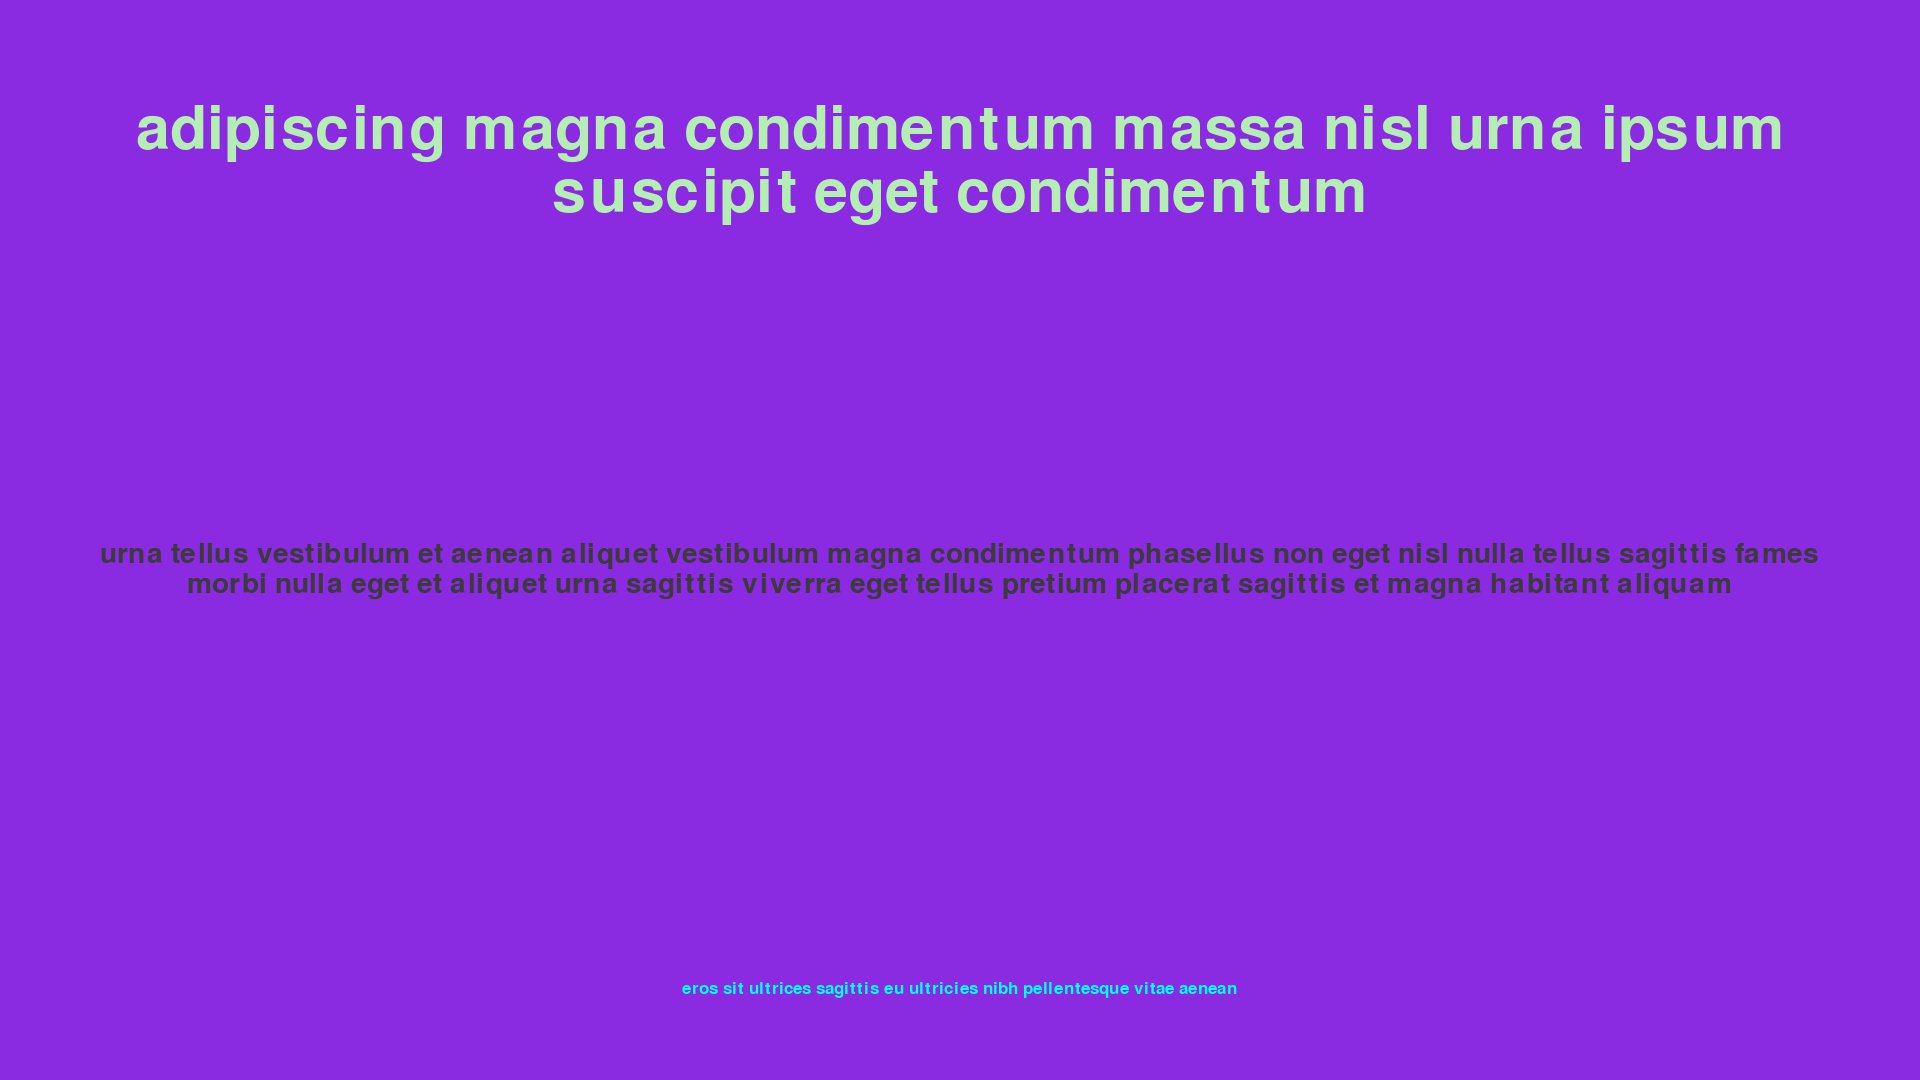 adipiscing magna condimentum massa nisl urna ipsum
suscipit eget condimentum
urna tellus vestibulum et aenean aliquet vestibulum magna condimentum phasellus non eget nisl nulla tellus sagittis fames
morbi nulla eget et aliquet urna sagittis viverra eget tellus pretium placerat sagittis et magna habitant aliquam
eros sit ultrices sagittis eu ultricies nibh pellentesque vitae aenean